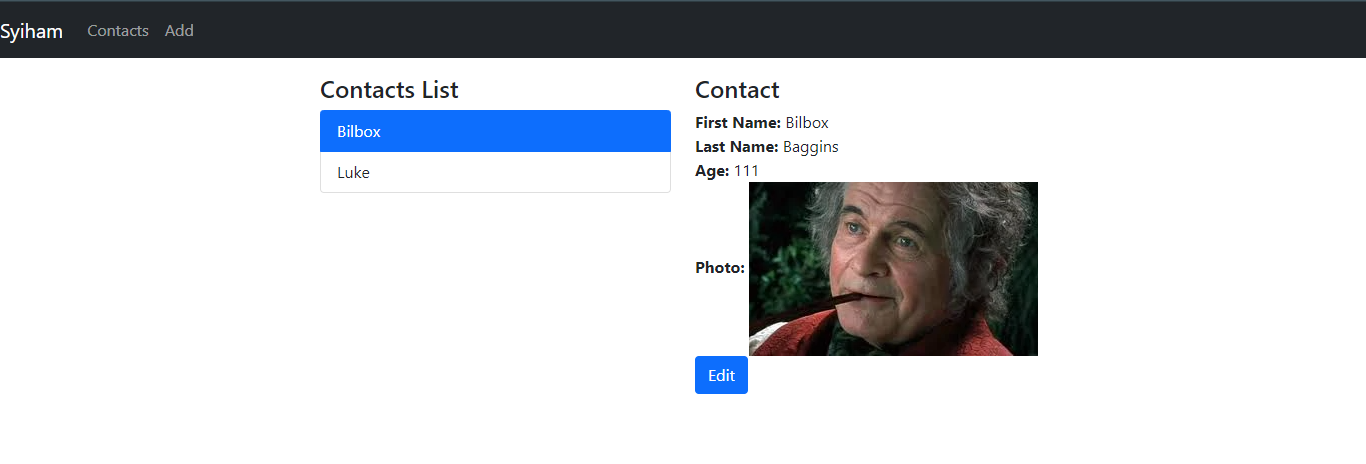 Syiham Contacts Add
Contacts List
Bilbox
Luke
Contact
First Name: Bilbox
Last Name: Baggins
Age: 111
Photo:
Edit